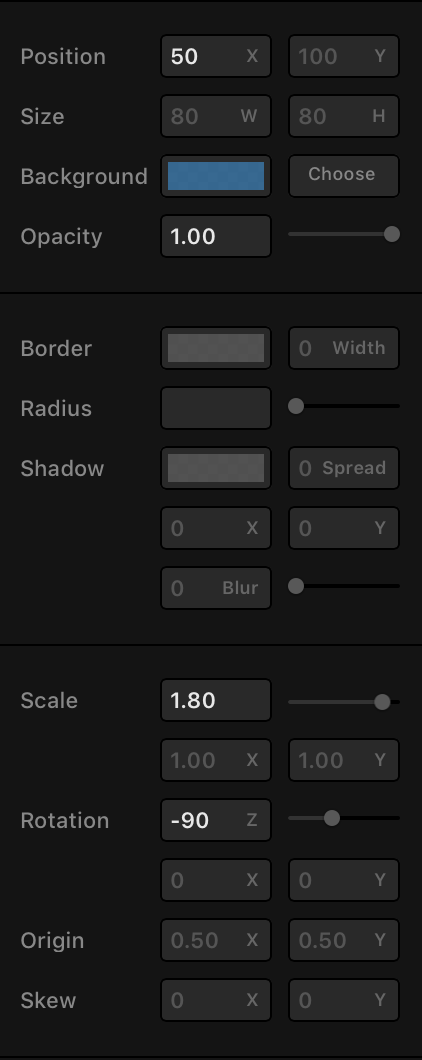 Position 50 X 100 Y
Size 80 W 80 H
Background Choose
Opacity 1.00
Border 0 Width
Radius
Shadow 0 Spread
0 X 0 Y
0 Blur
Scale 1.80
1.00 X 1.00 Y
Rotation -90 Z
0 X 0 Y
Origin 0.50 X 0.50 Y
Skew 0 X 0 Y